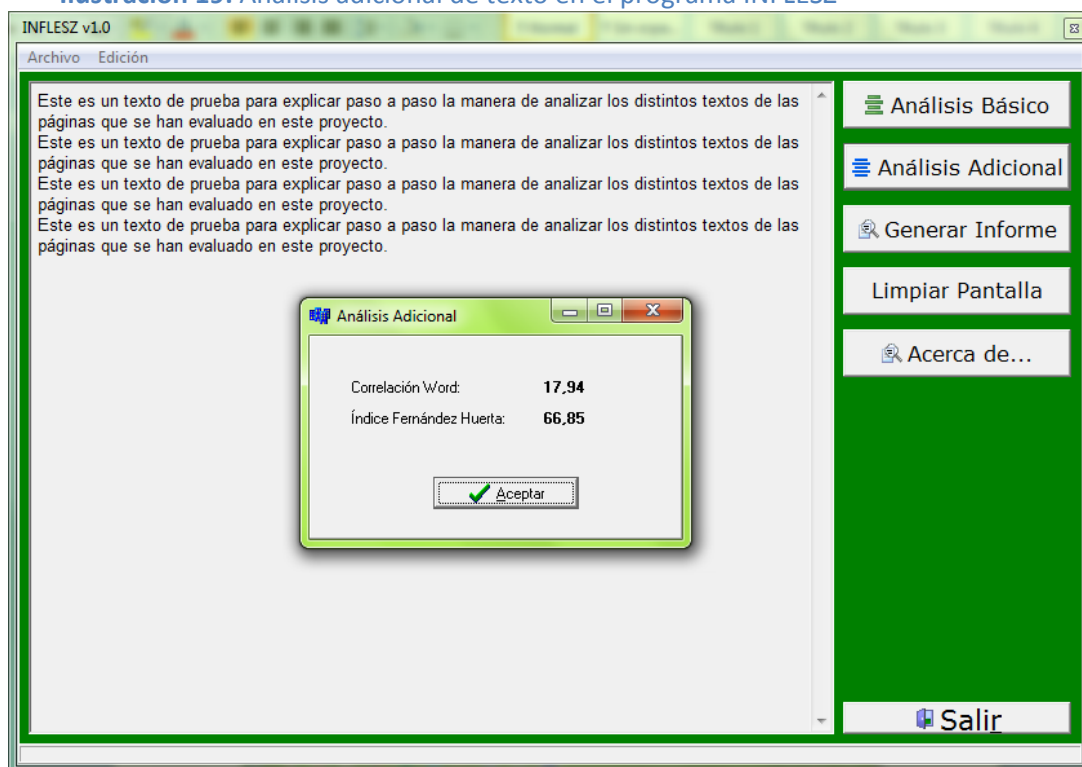 Ilustración 19. Análisis adicional de texto en el programa INFLESZ
INFLESZ v1.0
Archivo Edición
Este es un texto de prueba para explicar paso a paso la manera de analizar los distintos textos de las
páginas que se han evaluado en este proyecto.
Este es un texto de prueba para explicar paso a paso la manera de analizar los distintos textos de las
páginas que se han evaluado en este proyecto.
Este es un texto de prueba para explicar paso a paso la manera de analizar los distintos textos de las
páginas que se han evaluado en este proyecto.
Este es un texto de prueba para explicar paso a paso la manera de analizar los distintos textos de las
páginas que se han evaluado en este proyecto.
Análisis Adicional
Correlación Word: 17,94
Índice Fernández Huerta: 66,85
Aceptar
Análisis Básico
Análisis Adicional
Generar Informe
Limpiar Pantalla
Acerca de...
Salir